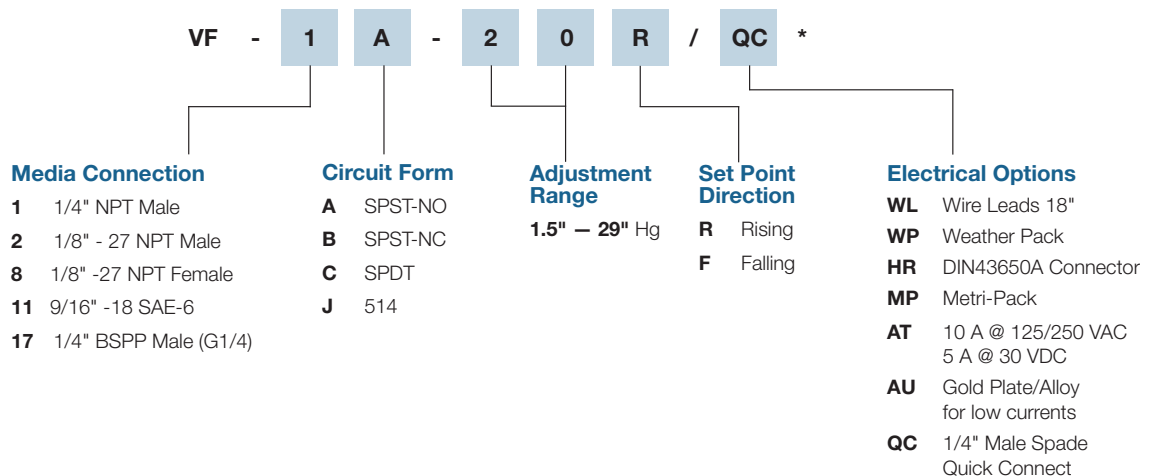 VF - 1 A - 2 0 R / QC *
Media Connection
1 1/4" NPT Male
2 1/8" - 27 NPT Male
8 1/8" -27 NPT Female
11 9/16" -18 SAE-6
17 1/4" BSPP Male (G1/4)
Circuit Form
A SPST-NO
B SPST-NC
C SPDT
J 514
Adjustment
Range
1.5" — 29" Hg
Set Point
Direction
R Rising
F Falling
Electrical Options
WL Wire Leads 18"
WP Weather Pack
HR DIN43650A Connector
MP Metri-Pack
AT 10 A @ 125/250 VAC
5 A @ 30 VDC
AU Gold Plate/Alloy
for low currents
QC 1/4" Male Spade
Quick Connect